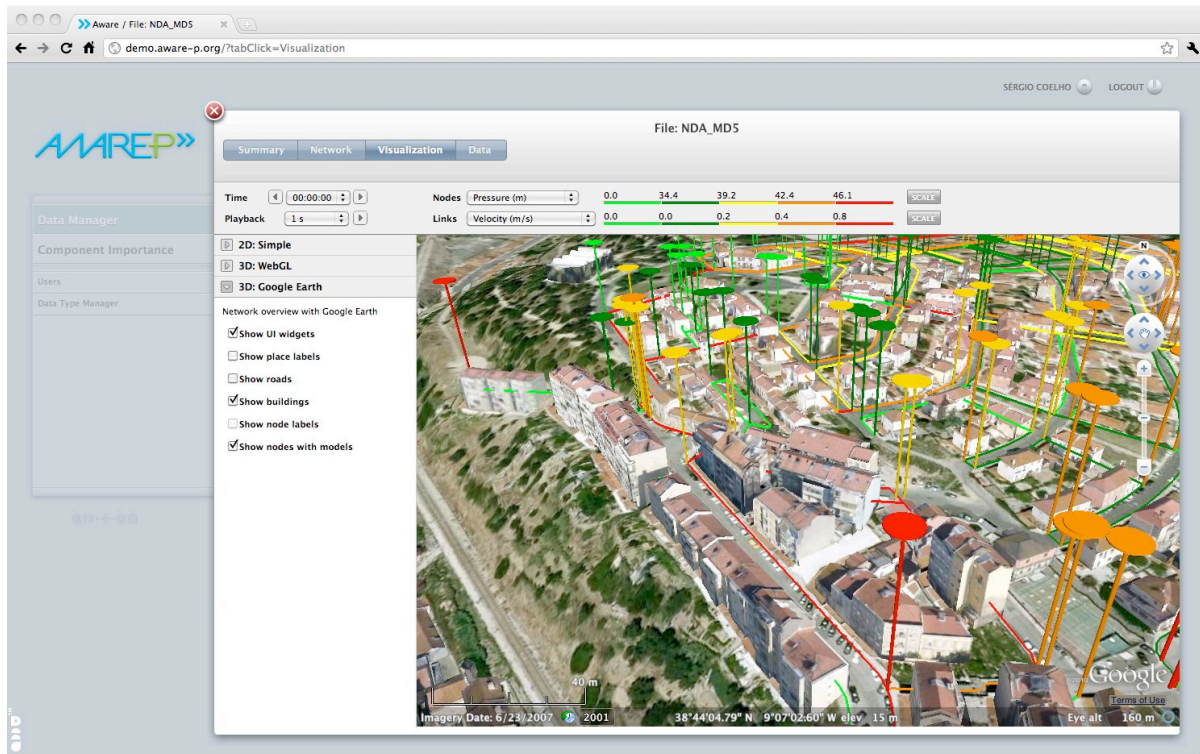 Aware / File: NDA_MD5
demo.aware-p.org/?tabClick=Visualization
SÉRGIO COELHO LOGOUT
AWARE-P
File: NDA_MD5
Summary Network Visualization Data
Time 00:00:00 Nodes Pressure (m) 0.0 34.4 39.2 42.4 46.1 SCALE
Playback 1 s Links Velocity (m/s) 0.0 0.0 0.2 0.4 0.8 SCALE
Data Manager
Component Importance
Users
Data Type Manager
2D: Simple
3D: WebGL
3D: Google Earth
Network overview with Google Earth
Show UI widgets
Show place labels
Show roads
Show buildings
Show node labels
Show nodes with models
N
40 m
Google
Terms of Use
Imagery Date: 6/23/2007 2001 38°44'04.79" N 9°07'02.60" W elev 15 m Eye alt 160 m